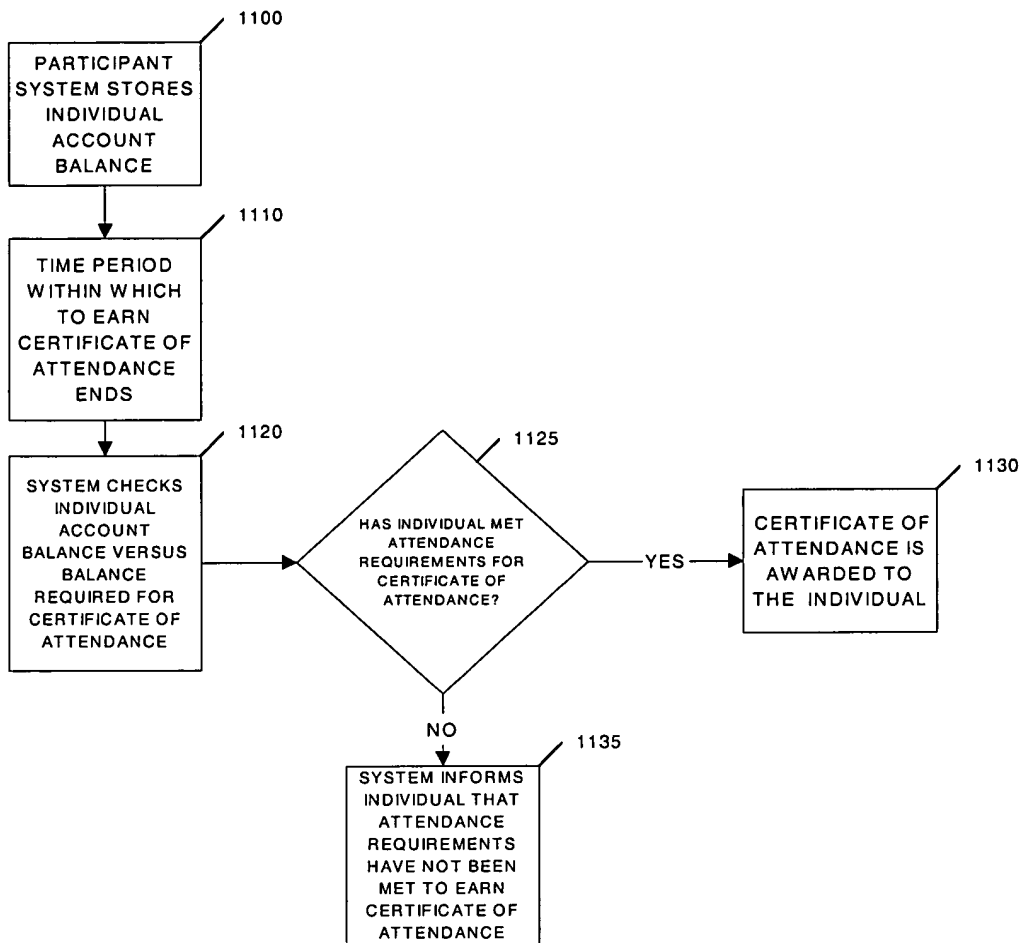 1100
PARTICIPANT
SYSTEM STORES
INDIVIDUAL
ACCOUNT
BALANCE
1110
TIME PERIOD
WITHIN WHICH
TO EARN
CERTIFICATE OF
ATTENDANCE
ENDS
1120
SYSTEM CHECKS
INDIVIDUAL
ACCOUNT
BALANCE VERSUS
BALANCE
REQUIRED FOR
CERTIFICATE OF
ATTENDANCE
1125
HAS INDIVIDUAL MET
ATTENDANCE
REQUIREMENTS FOR
CERTIFICATE OF
ATTENDANCE?
YES
1130
CERTIFICATE OF
ATTENDANCE IS
AWARDED TO
THE INDIVIDUAL
NO
1135
SYSTEM INFORMS
INDIVIDUAL THAT
ATTENDANCE
REQUIREMENTS
HAVE NOT BEEN
MET TO EARN
CERTIFICATE OF
ATTENDANCE